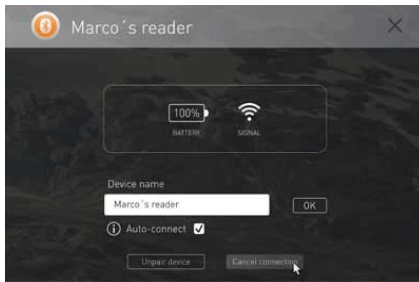 Marco´s reader
100%
BATTERY SIGNAL
Device name
Marco´s reader OK
Auto-connect
Unpair device Cancel connection